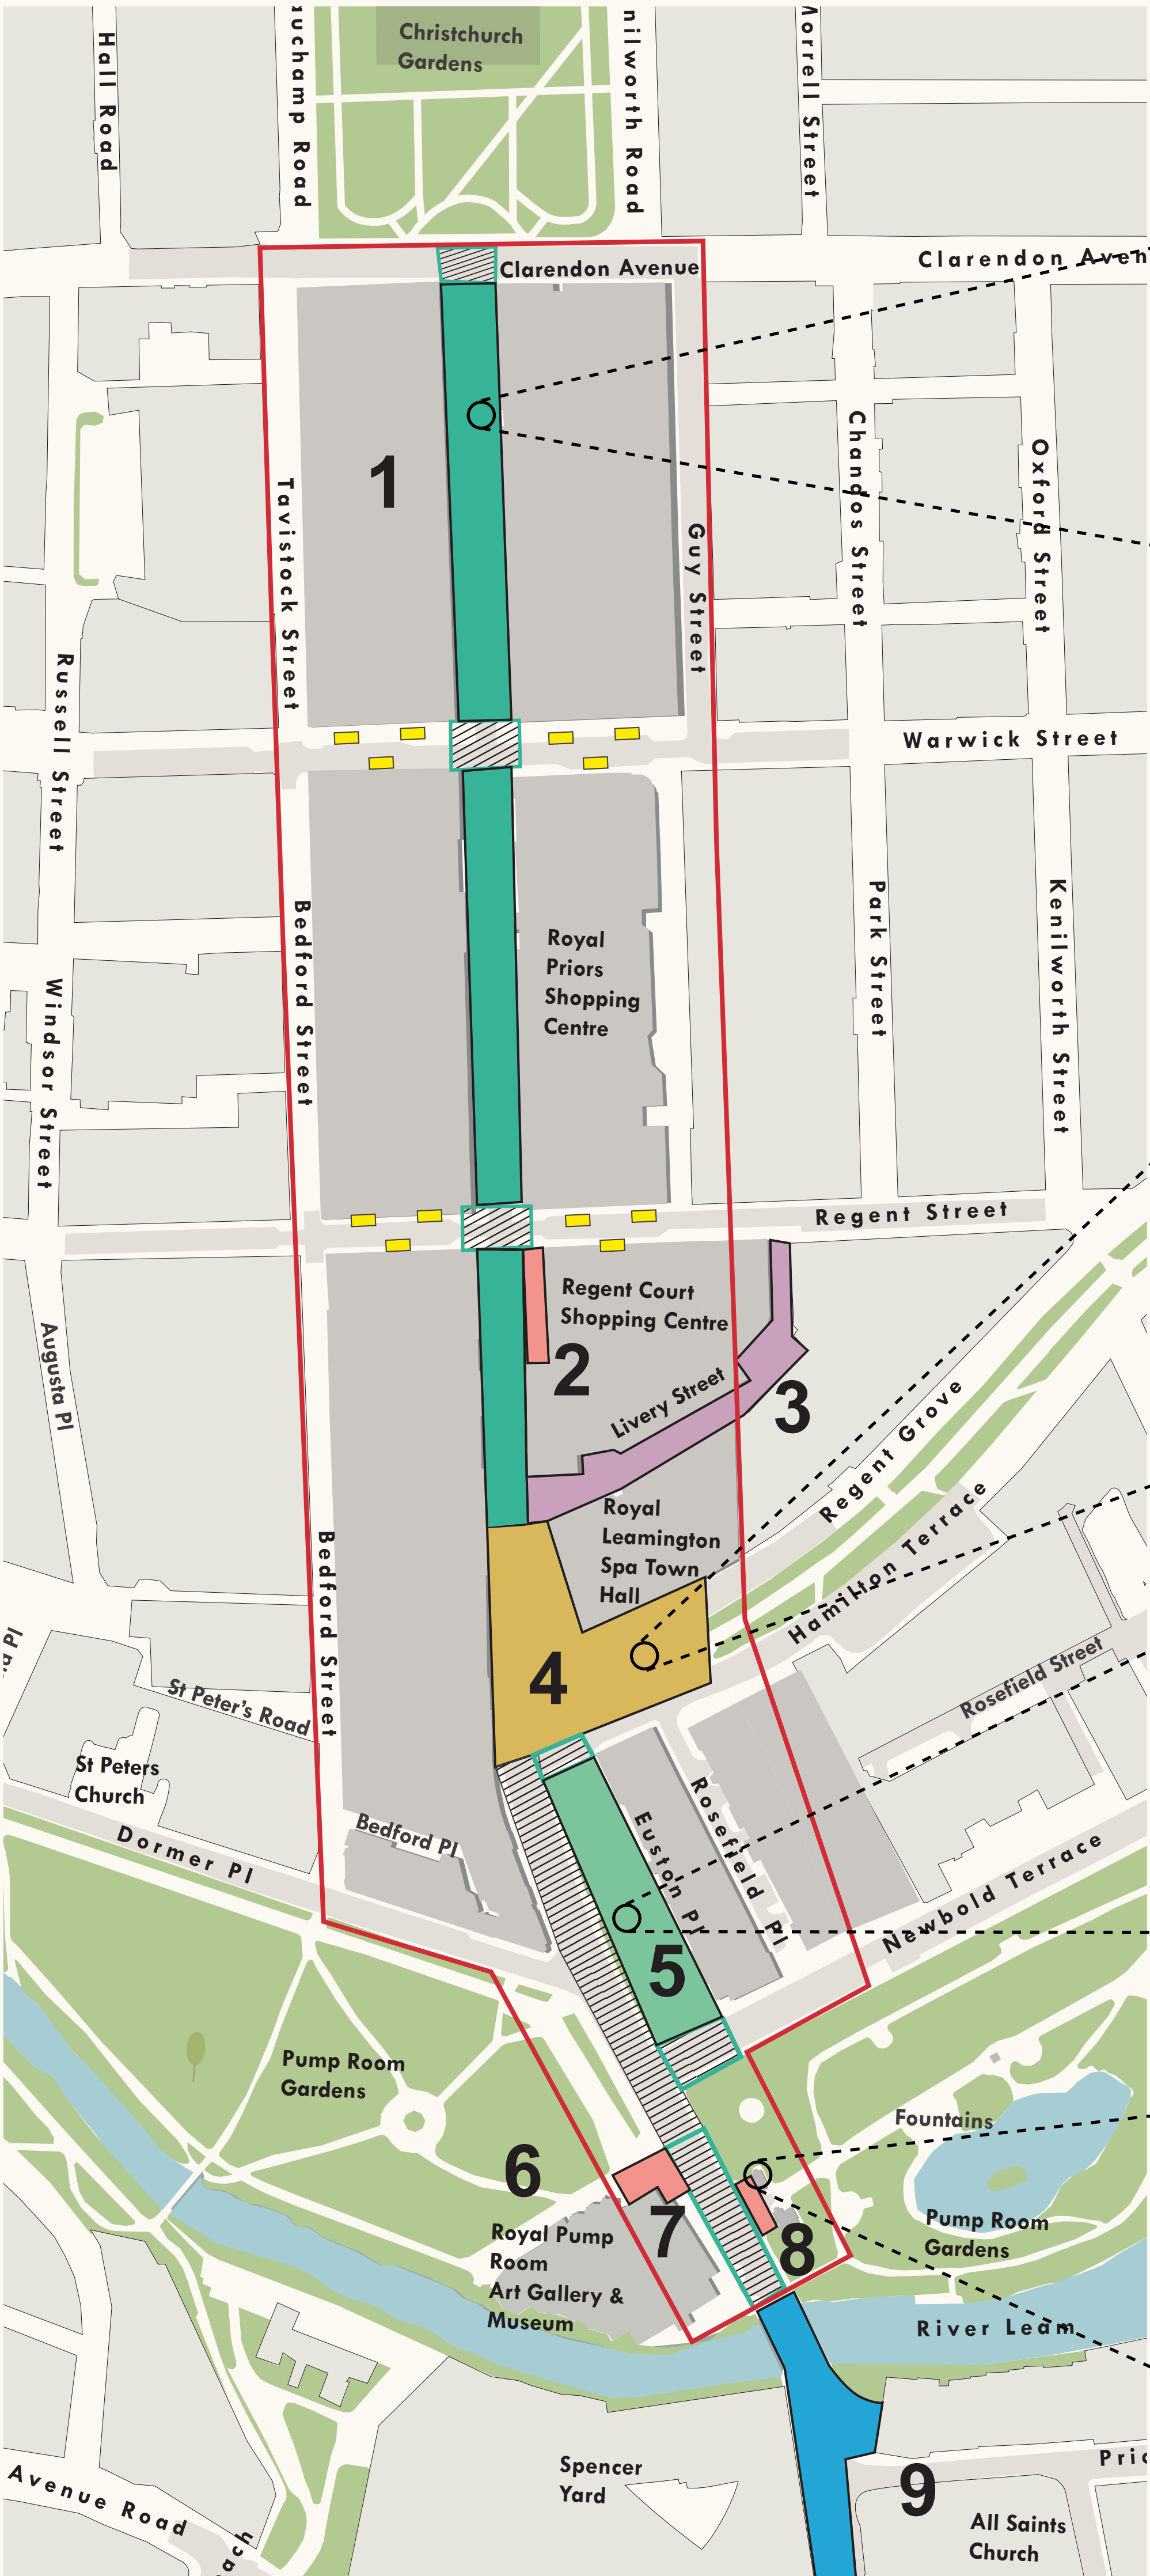 Christchurch
Gardens
Hall Road
uchamp Road
nilworth Road
Morrell Street
Clarendon Avenue
Clarendon Aven
1
Tavistock Street
Guy Street
Chandos Street
Oxford Street
Russell Street
Warwick Street
Bedford Street
Royal
Priors
Shopping
Centre
Park Street
Kenilworth Street
Windsor Street
Regent Street
Regent Court
Shopping Centre
2
Augusta Pl
Livery Street
3
Regent Grove
Royal
Leamington
Spa Town
Hall
Hamilton Terrace
Bedford Street
4
Rosefield Street
St Peter's Road
St Peters
Church
Dormer Pl
Bedford Pl
Euston Pl
Rosefield Pl
Newbold Terrace
5
Pump Room
Gardens
Fountains
6
7
8
Royal Pump
Room
Art Gallery &
Museum
Pump Room
Gardens
River Leam
Spencer
Yard
Avenue Road
ach
9
Prio
All Saints
Church